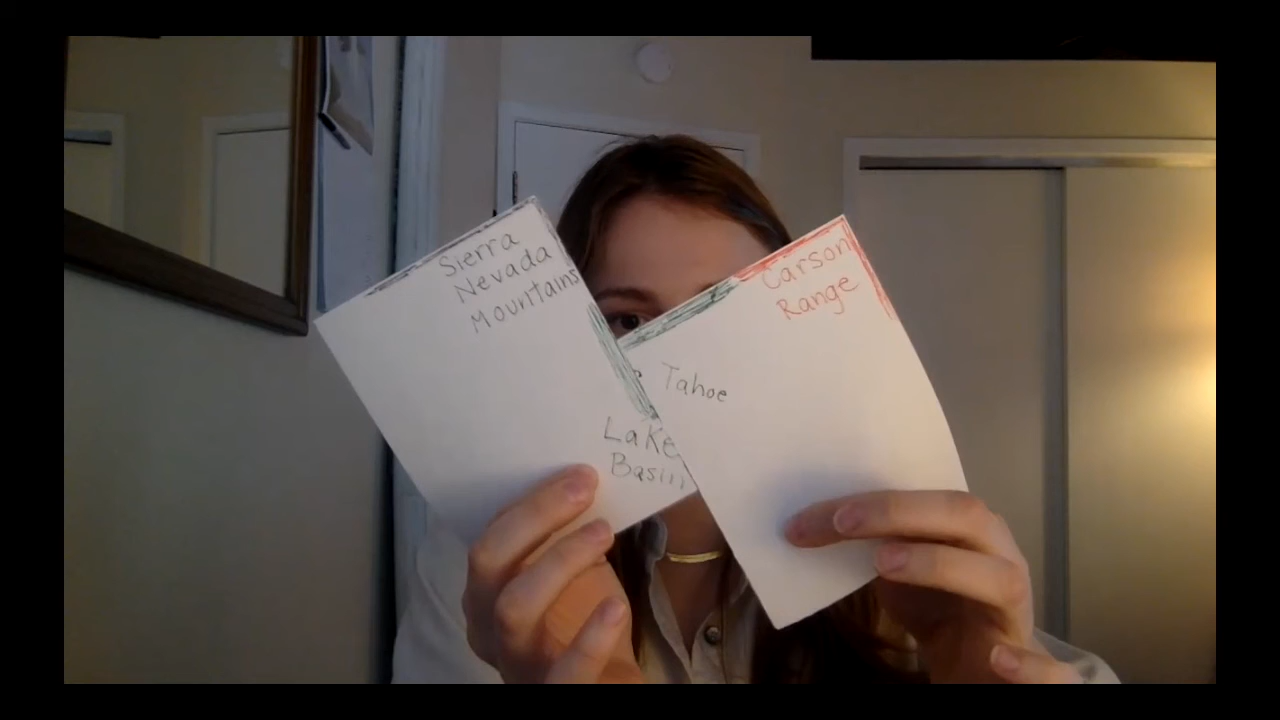 Sierra
Nevada
Mountains
Lake
Basin
Carson
Range
Tahoe